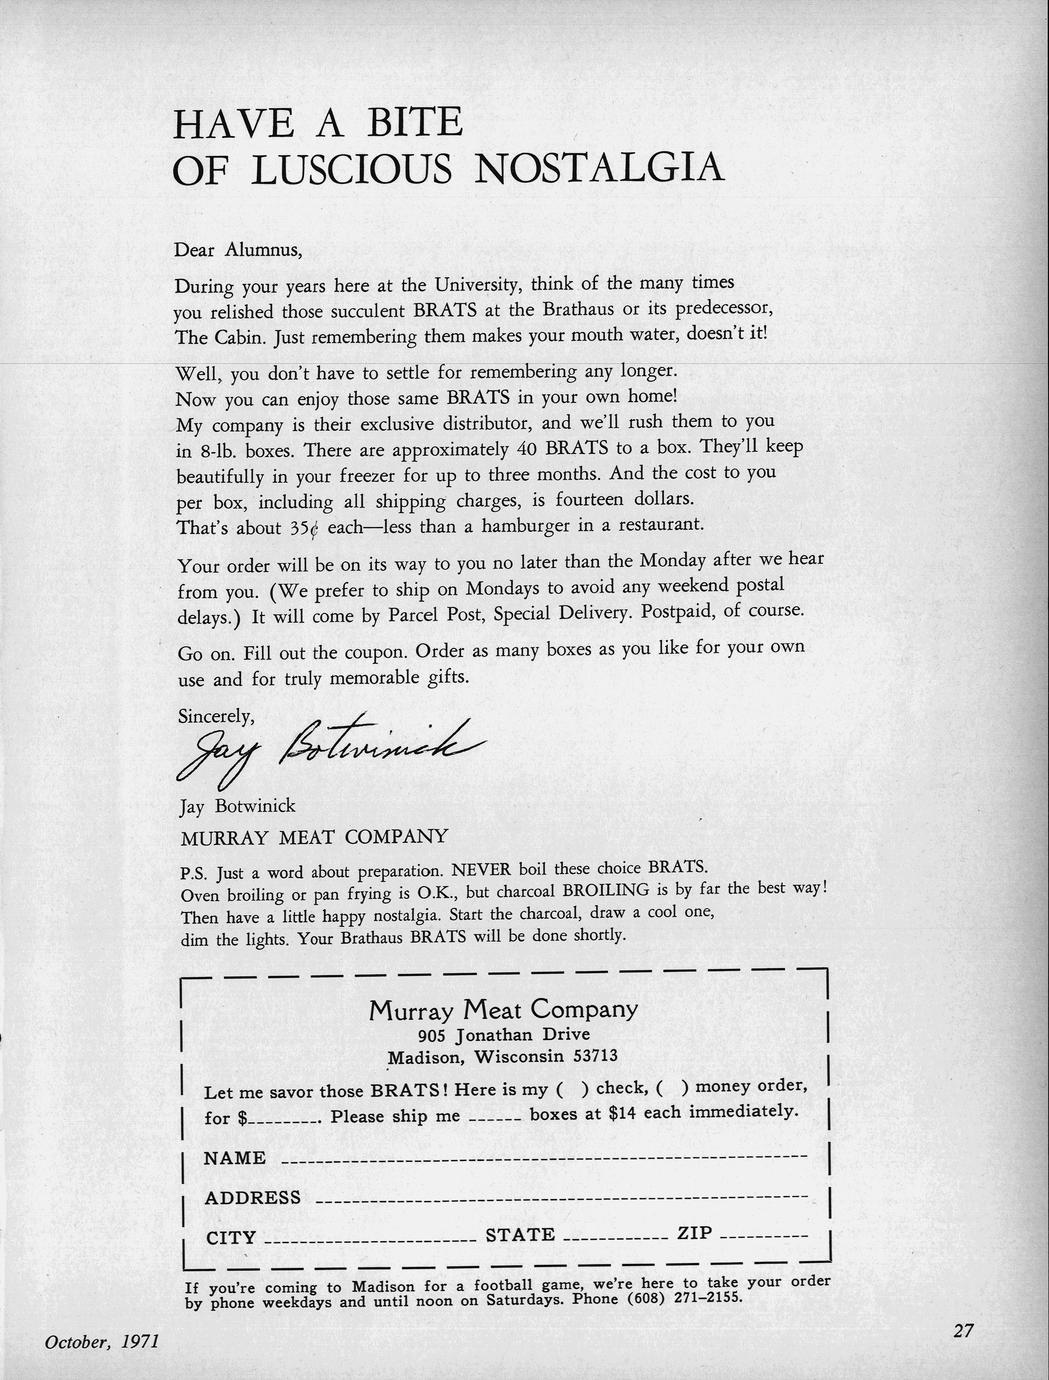 HAVE A BITE
OF LUSCIOUS NOSTALGIA
Dear Alumnus,
During your years here at the University, think of the many times
you relished those succulent BRATS at the Brathaus or its predecessor,
The Cabin. Just remembering them makes your mouth water, doesn't it!
Well, you don't have to settle for remembering any longer.
Now you can enjoy those same BRATS in your own home!
My company is their exclusive distributor, and we'll rush them to you
in 8-lb. boxes. There are approximately 40 BRATS to a box. They'll keep
beautifully in your freezer for up to three months. And the cost to you
per box, including all shipping charges, is fourteen dollars.
That's about 35¢ each—less than a hamburger in a restaurant.
Your order will be on its way to you no later than the Monday after we hear
from you. (We prefer to ship on Mondays to avoid any weekend postal
delays.) It will come by Parcel Post, Special Delivery. Postpaid, of course.
Go on. Fill out the coupon. Order as many boxes as you like for your own
use and for truly memorable gifts.
Sincerely,
Jay Botwinick
Jay Botwinick
MURRAY MEAT COMPANY
P.S. Just a word about preparation. NEVER boil these choice BRATS.
Oven broiling or pan frying is O.K., but charcoal BROILING is by far the best way!
Then have a little happy nostalgia. Start the charcoal, draw a cool one,
dim the lights. Your Brathaus BRATS will be done shortly.
Murray Meat Company
905 Jonathan Drive
Madison, Wisconsin 53713
Let me savor those BRATS! Here is my ( ) check, ( ) money order,
for $________. Please ship me ______ boxes at $14 each immediately.
NAME
ADDRESS
CITY ________ STATE ________ ZIP ________
If you're coming to Madison for a football game, we're here to take your order
by phone weekdays and until noon on Saturdays. Phone (608) 271–2155.
October, 1971
27